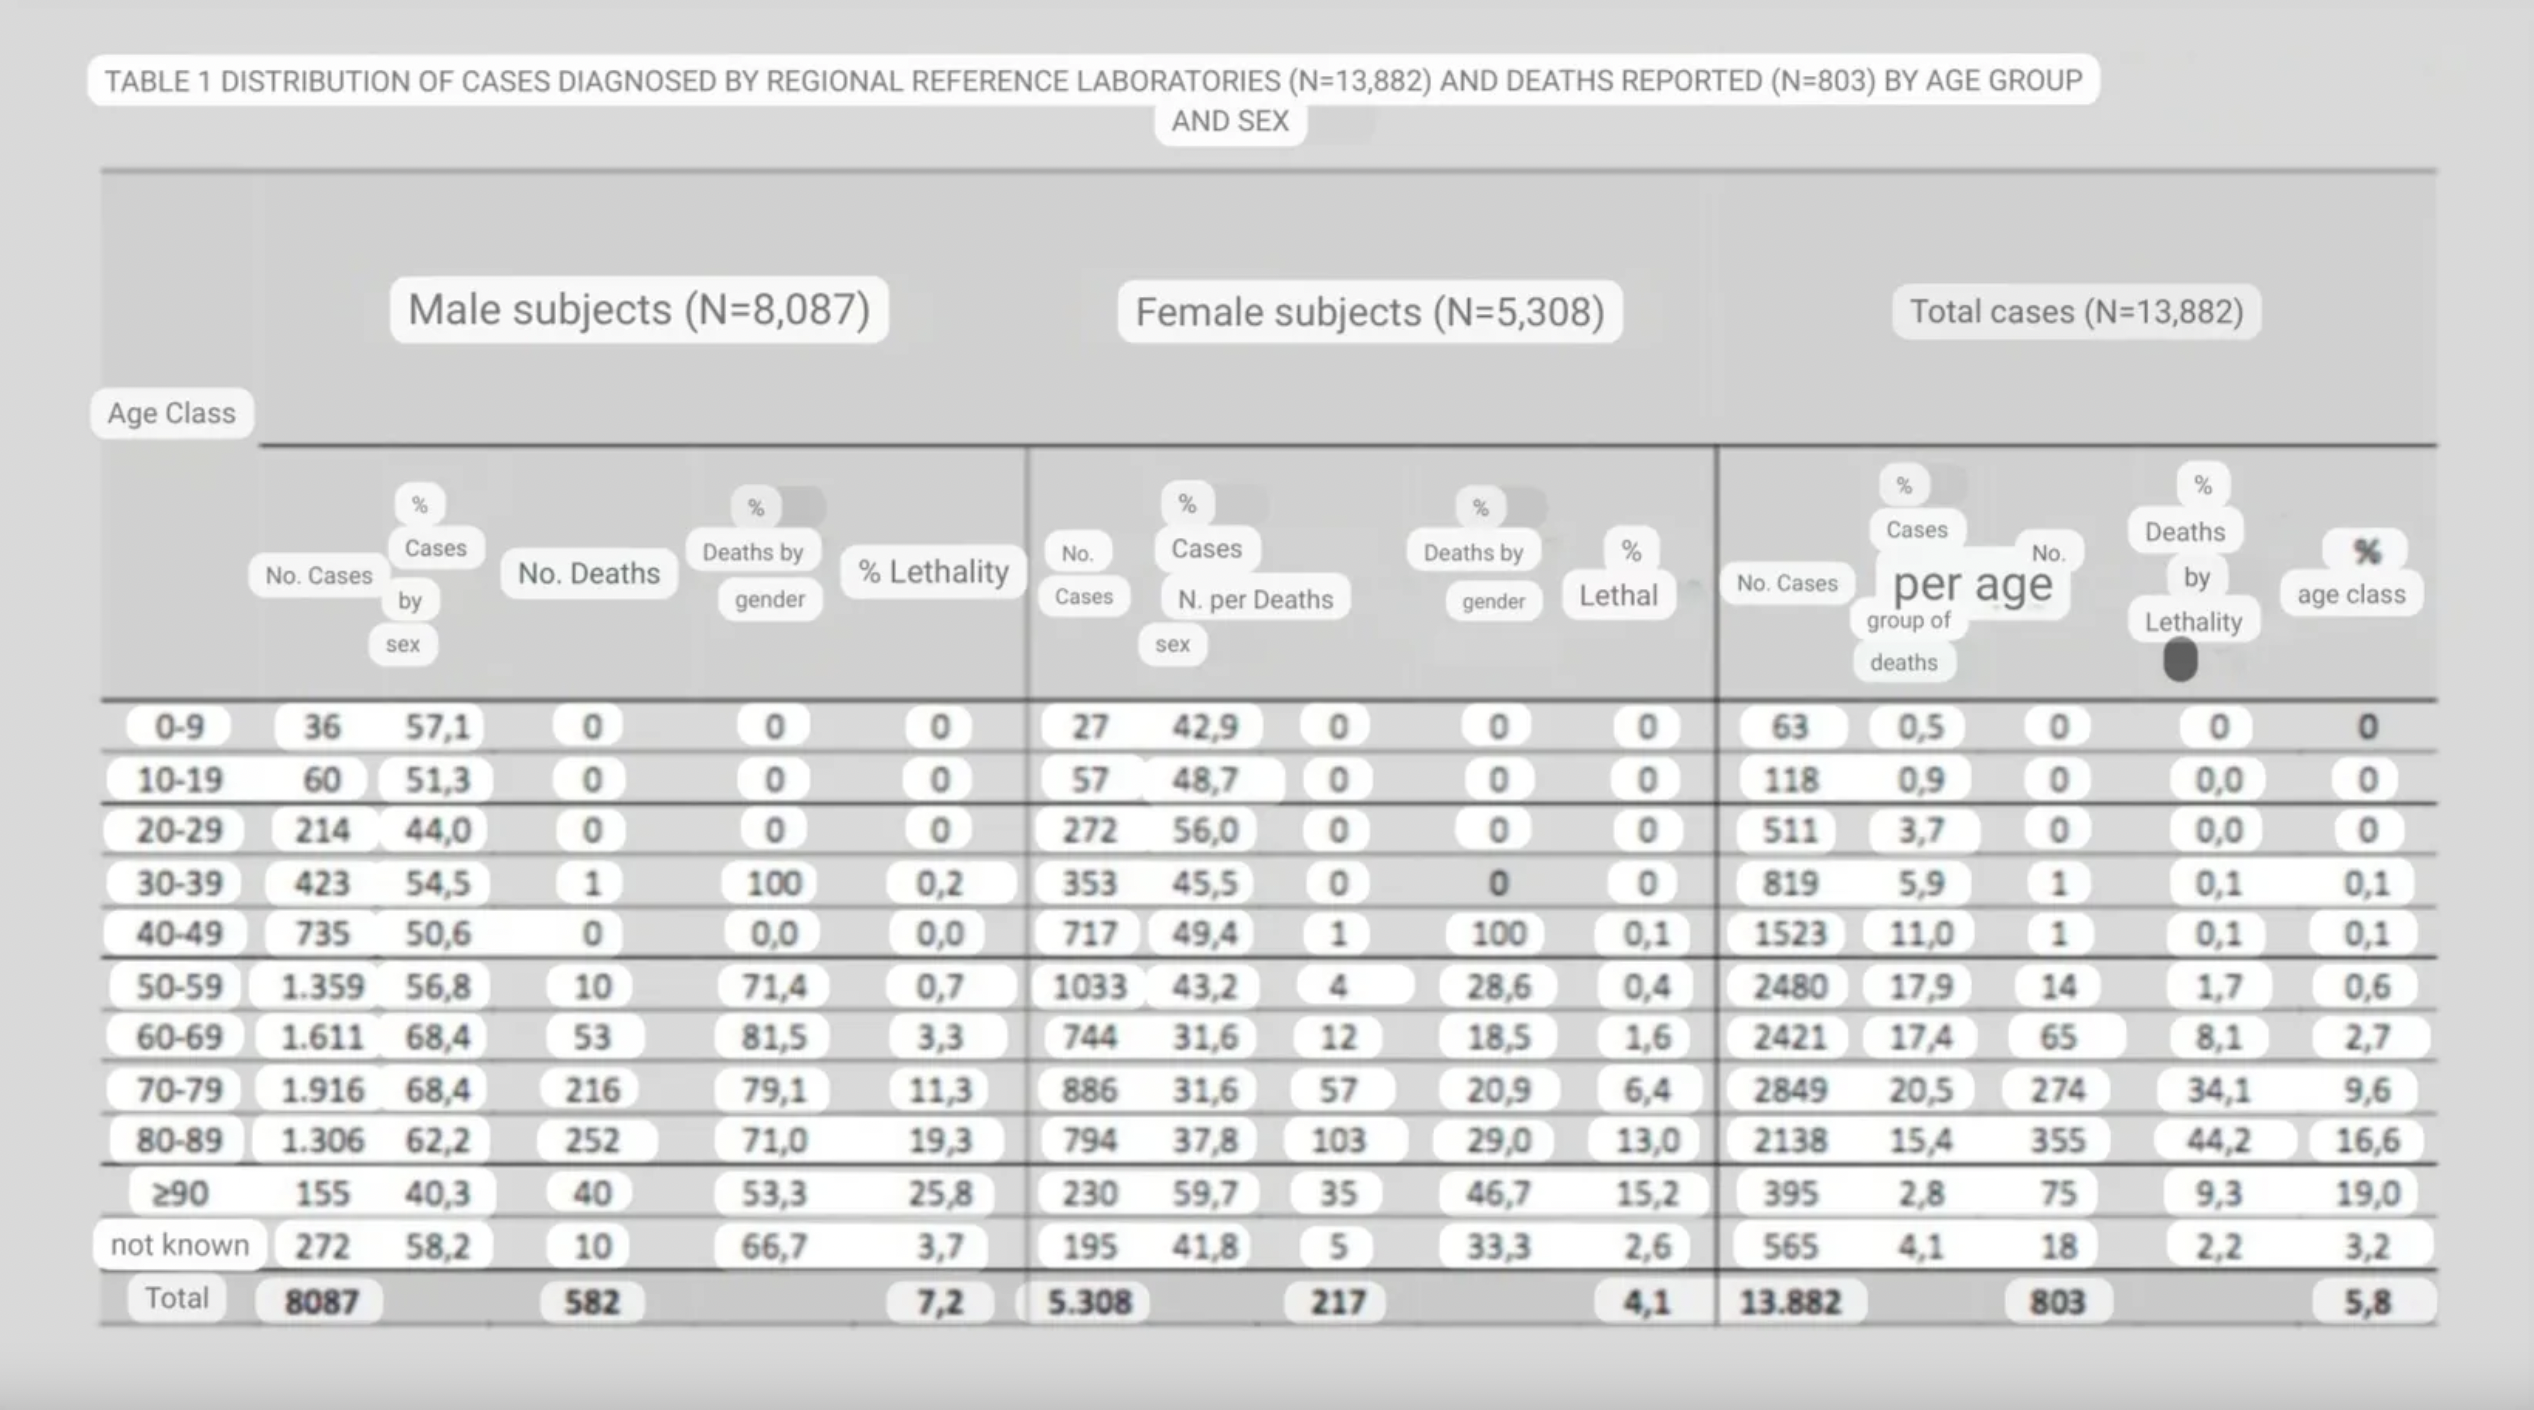 TABLE 1 DISTRIBUTION OF CASES DIAGNOSED BY REGIONAL REFERENCE LABORATORIES (N=13,882) AND DEATHS REPORTED (N=803) BY AGE GROUP
AND SEX
Age Class
Male subjects (N=8,087)
Female subjects (N=5,308)
Total cases (N=13,882)
No. Cases
%
Cases
by
sex
No. Deaths
%
Deaths by
gender
% Lethality
No.
Cases
%
Cases
N. per Deaths
sex
%
Deaths by
gender
%
Lethal
No. Cases
%
Cases
No.
per age
group of
deaths
%
Deaths
by
Lethality
%
age class
0-9 36 57,1 0 0 0 27 42,9 0 0 0 63 0,5 0 0 0
10-19 60 51,3 0 0 0 57 48,7 0 0 0 118 0,9 0 0,0 0
20-29 214 44,0 0 0 0 272 56,0 0 0 0 511 3,7 0 0,0 0
30-39 423 54,5 1 100 0,2 353 45,5 0 0 0 819 5,9 1 0,1 0,1
40-49 735 50,6 0 0,0 0,0 717 49,4 1 100 0,1 1523 11,0 1 0,1 0,1
50-59 1.359 56,8 10 71,4 0,7 1033 43,2 4 28,6 0,4 2480 17,9 14 1,7 0,6
60-69 1.611 68,4 53 81,5 3,3 744 31,6 12 18,5 1,6 2421 17,4 65 8,1 2,7
70-79 1.916 68,4 216 79,1 11,3 886 31,6 57 20,9 6,4 2849 20,5 274 34,1 9,6
80-89 1.306 62,2 252 71,0 19,3 794 37,8 103 29,0 13,0 2138 15,4 355 44,2 16,6
≥90 155 40,3 40 53,3 25,8 230 59,7 35 46,7 15,2 395 2,8 75 9,3 19,0
not known 272 58,2 10 66,7 3,7 195 41,8 5 33,3 2,6 565 4,1 18 2,2 3,2
Total 8087 582 7,2 5.308 217 4,1 13.882 803 5,8